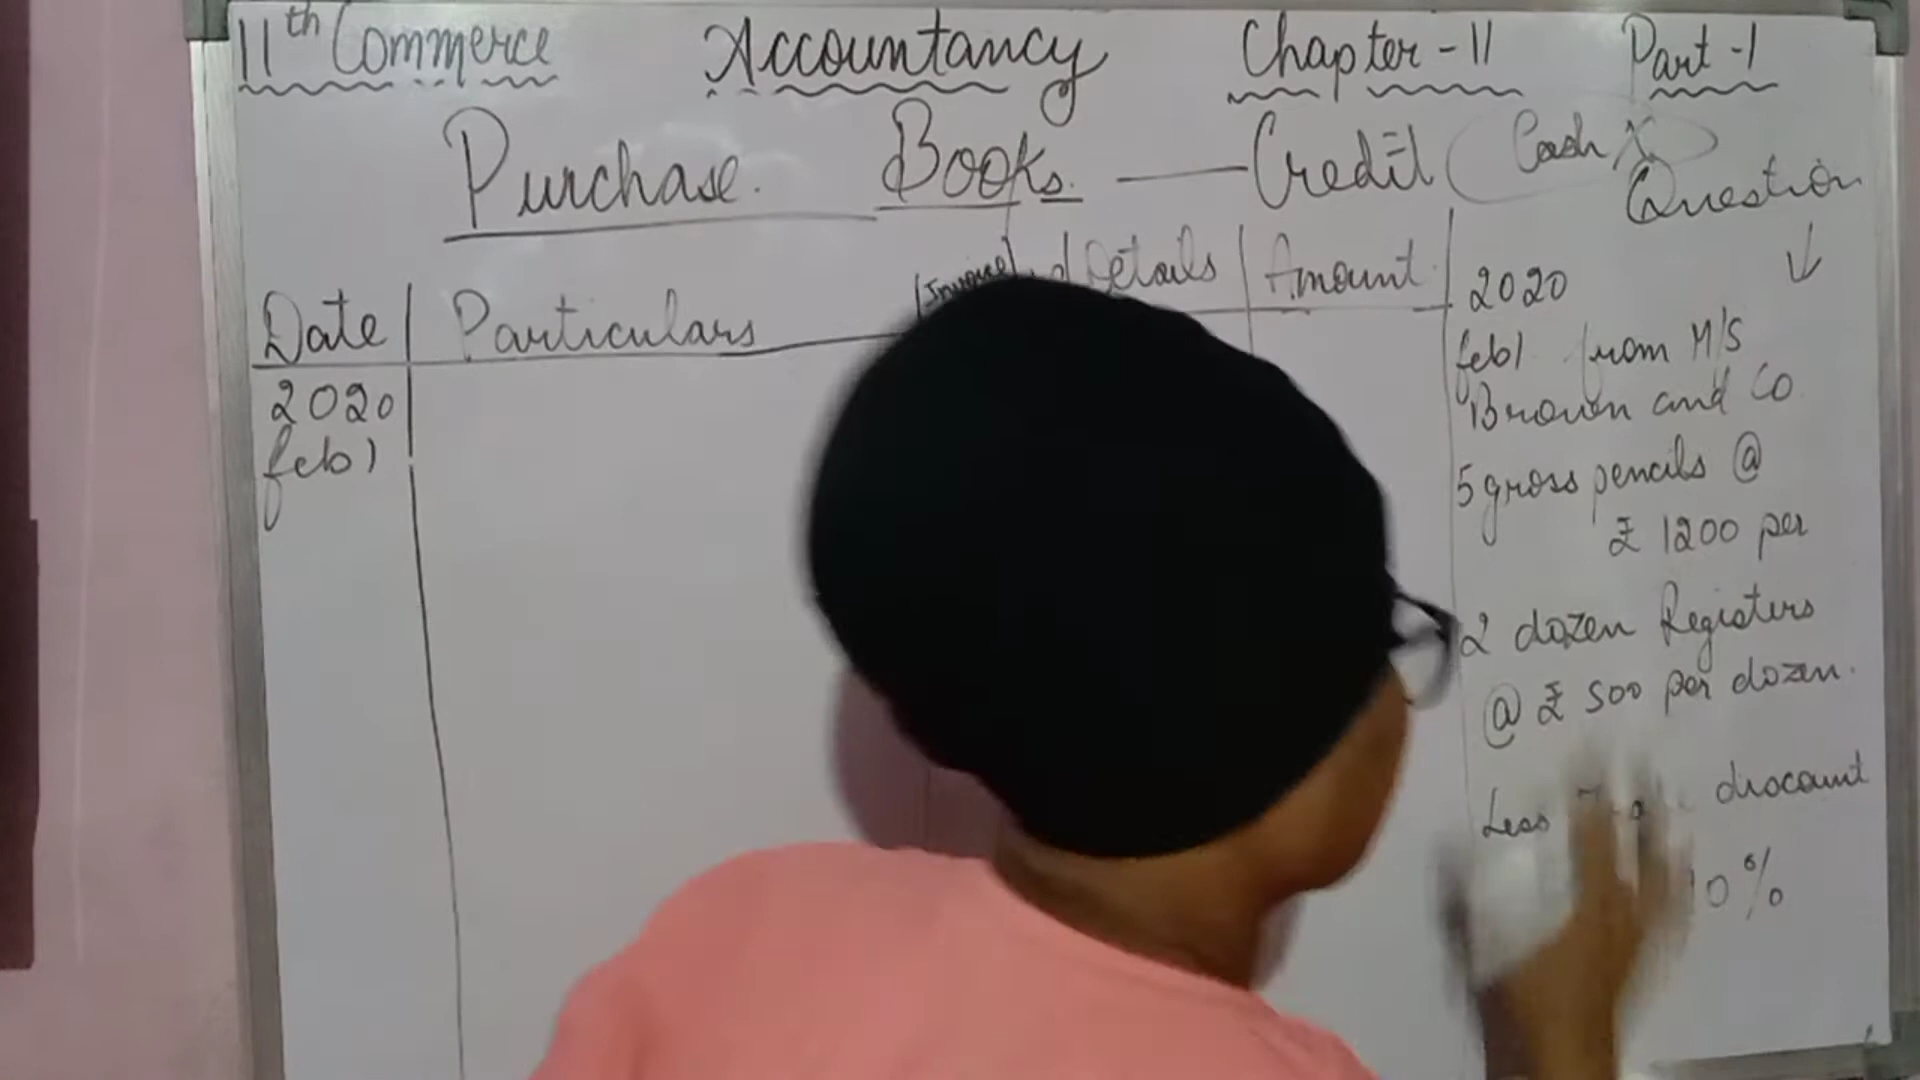 11th Commerce Accountancy Chapter-11 Part-1
Purchase Books. — Credit (Cash X)
Question
Date Particulars Invoice Details Amount
2020
feb 1
2020
feb 1 from M/S
Brown and Co
5 gross pencils @
₹ 1200 per
2 dozen Registers
@ ₹ 500 per dozen.
Less discount
10%